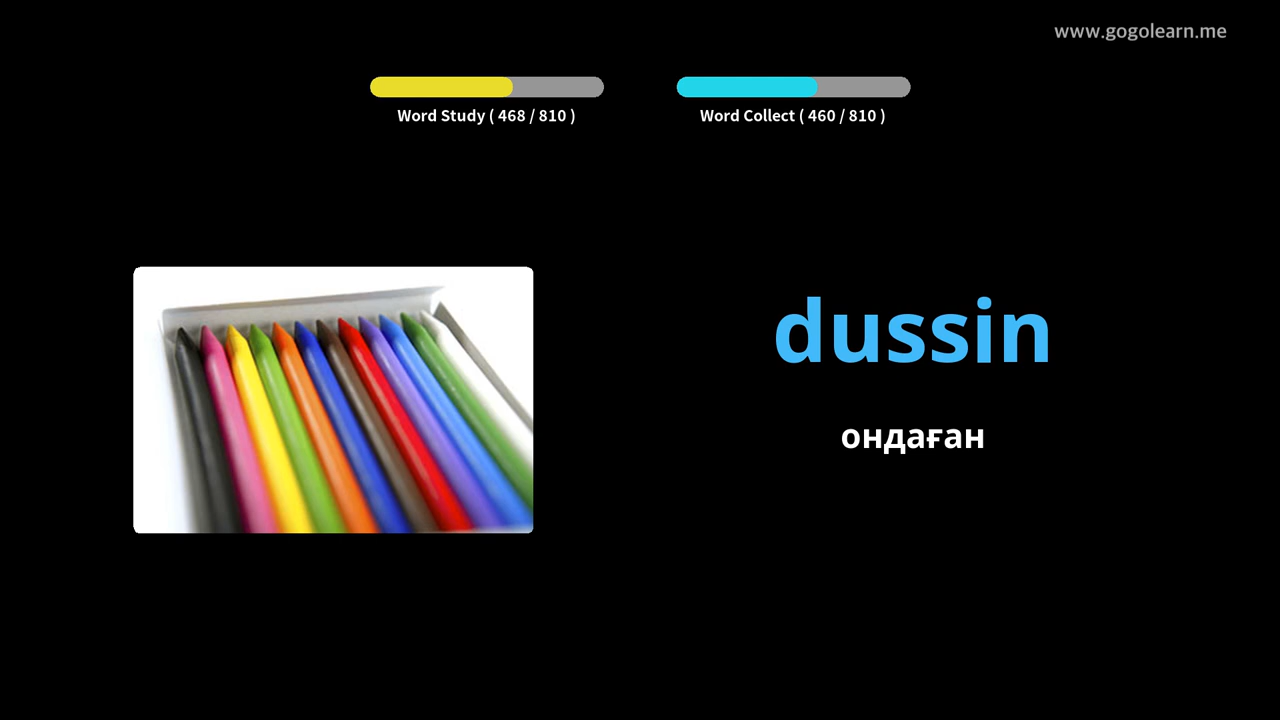 www.gogolearn.me
Word Study ( 468 / 810 )
Word Collect ( 460 / 810 )
dussin
ондаған